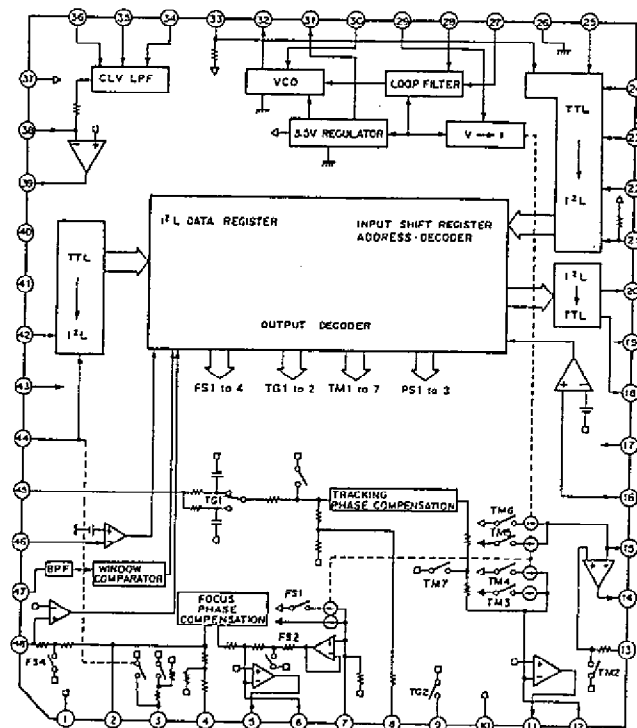 36 35 34 33 32 31 30 29 28 27 26 25
37
CLV LPF
VCO
LOOP FILTER
TTL
I²L
24
23
22
21
38
3.5V REGULATOR
39
I²L DATA REGISTER
INPUT SHIFT REGISTER
ADDRESS·DECODER
OUTPUT DECODER
40
41
TTL
I²L
42
43
44
I²L
TTL
20
19
18
17
FS1 to 4
TG1 to 2
TM1 to 7
PS1 to 3
45
TG1
TRACKING
PHASE COMPENSATION
16
46
TM6
TM5
15
47
BPF
WINDOW
COMPARATOR
TM7
TM4
TM3
14
FOCUS
PHASE
COMPENSATION
FS1
FS2
48
FS4
TG2
13
TM2
1 2 3 4 5 6 7 8 9 10 11 12